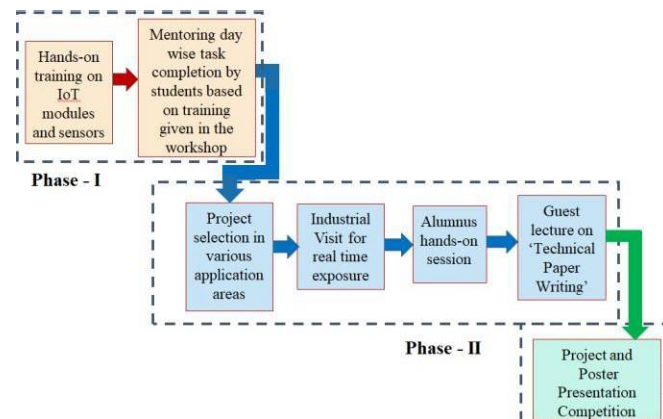 Hands-on
training on
IoT
modules
and sensors
Mentoring day
wise task
completion by
students based
on training
given in the
workshop
Phase - I
Project
selection in
various
application
areas
Industrial
Visit for
real time
exposure
Alumnus
hands-on
session
Guest
lecture on
‘Technical
Paper
Writing’
Phase - II
Project and
Poster
Presentation
Competition